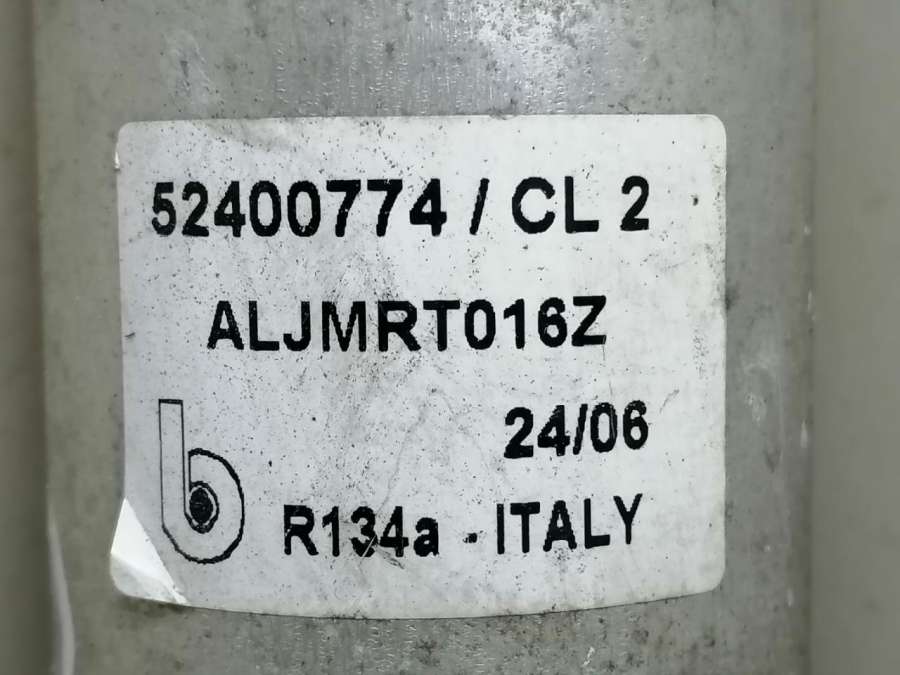 52400774 / CL 2
ALJMRT016Z
24/06
b
R134a - ITALY